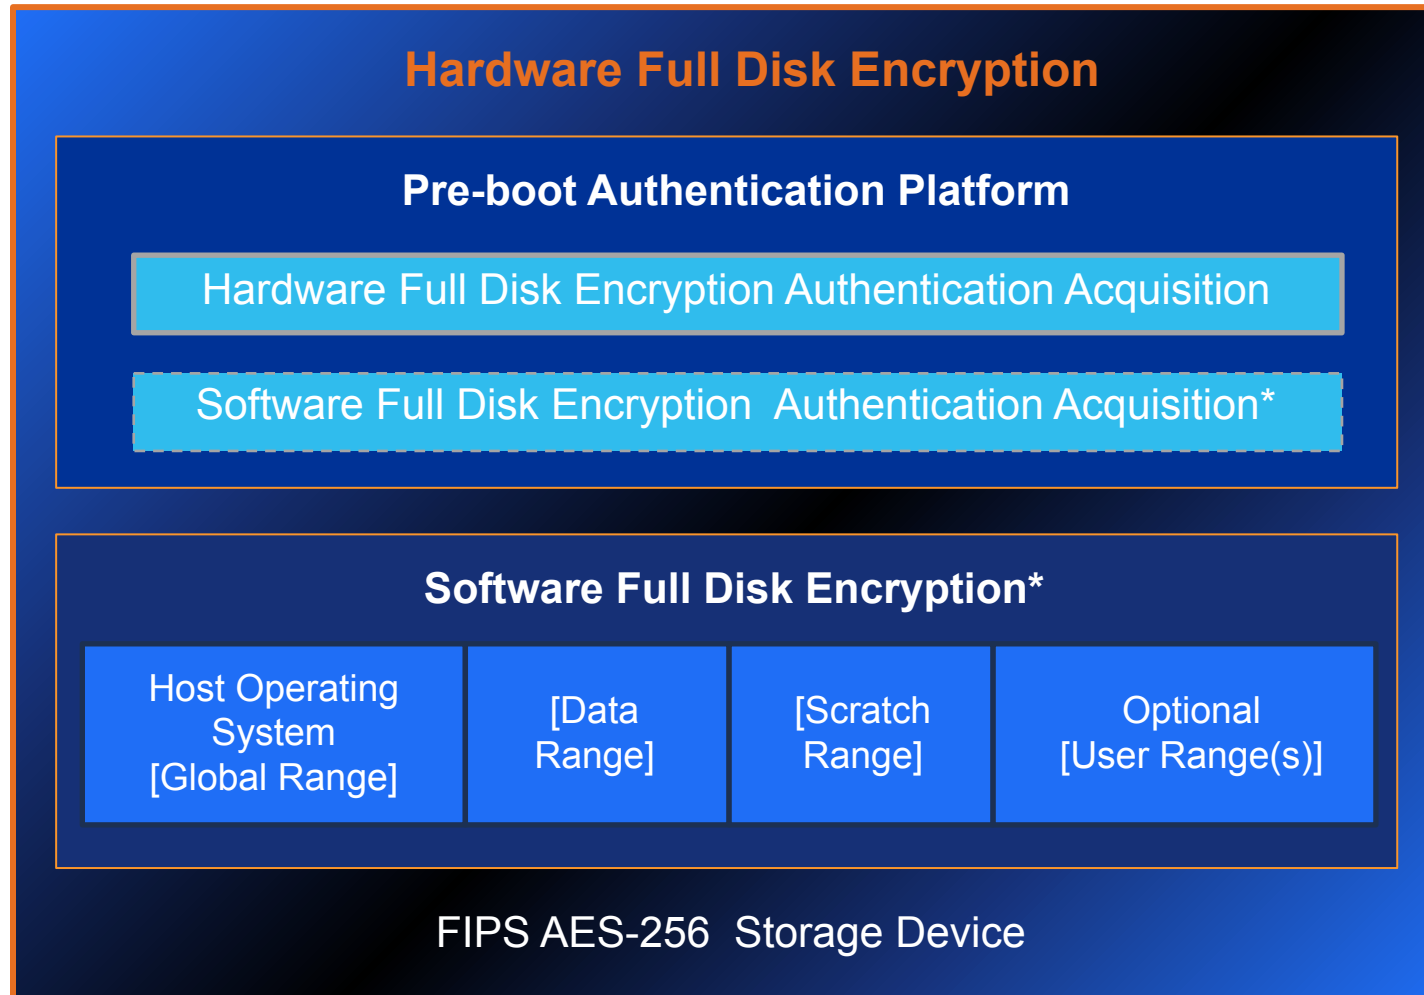 Hardware Full Disk Encryption
Pre-boot Authentication Platform
Hardware Full Disk Encryption Authentication Acquisition
Software Full Disk Encryption  Authentication Acquisition*
Software Full Disk Encryption*
Host Operating
System
[Global Range]
[Data
Range]
[Scratch
Range]
Optional
[User Range(s)]
FIPS AES-256  Storage Device